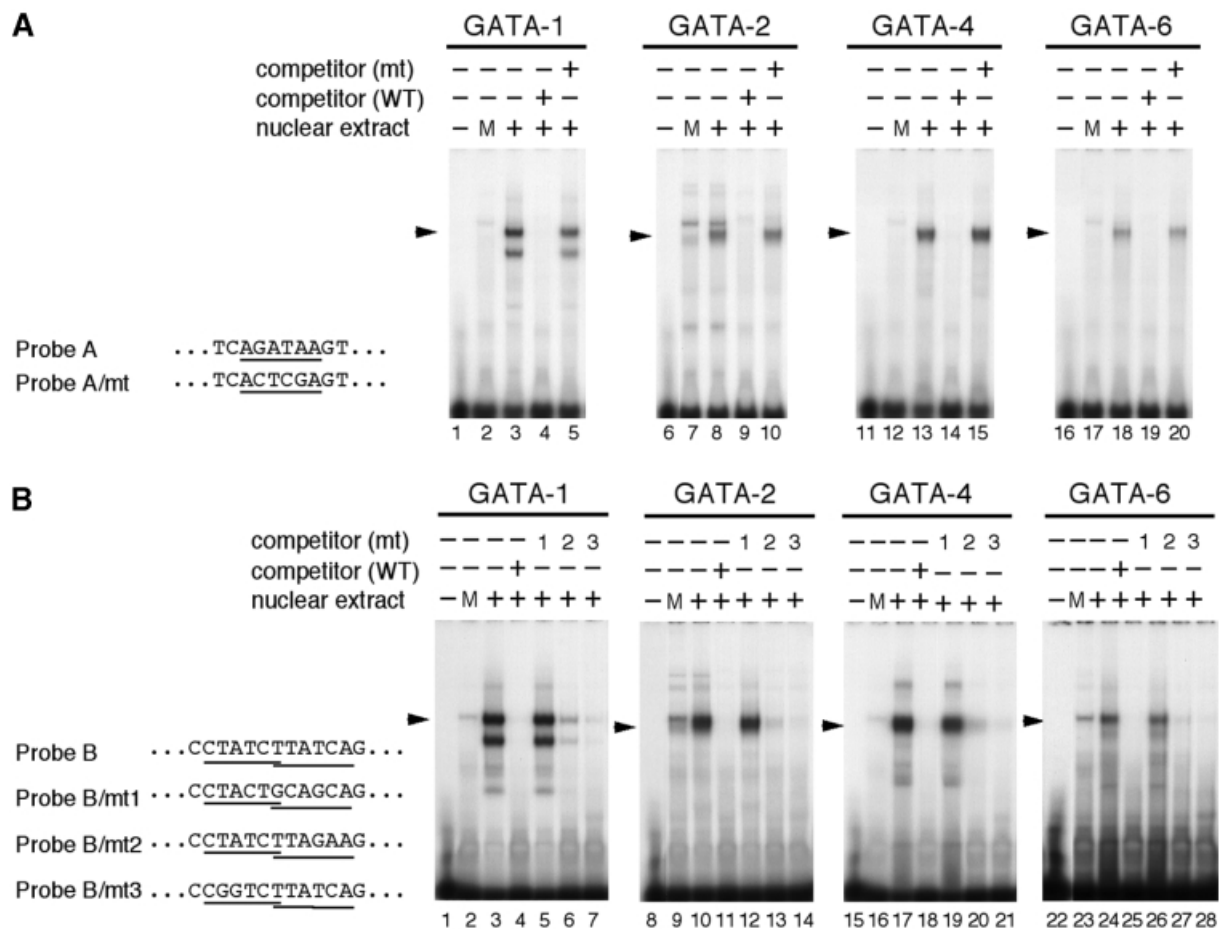 A
GATA-1 GATA-2 GATA-4 GATA-6
competitor (mt) − − − − + − − − − + − − − − + − − − − +
competitor (WT) − − − + − − − − + − − − − + − − − − + −
nuclear extract − M + + + − M + + + − M + + + − M + + +
Probe A ...TCAGATAAGT...
Probe A/mt ...TCACTCGAGT...
1 2 3 4 5 6 7 8 9 10 11 12 13 14 15 16 17 18 19 20
B
GATA-1 GATA-2 GATA-4 GATA-6
competitor (mt) − − − − 1 2 3 − − − − 1 2 3 − − − − 1 2 3 − − − − 1 2 3
competitor (WT) − − − + − − − − − − + − − − − − − + − − − − − − + − − −
nuclear extract − M + + + + + − M + + + + + − M + + + + + − M + + + + +
Probe B ...CCTATCTTATCAG...
Probe B/mt1 ...CCTACTGCAGCAG...
Probe B/mt2 ...CCTATCTTAGAAG...
Probe B/mt3 ...CCGGTCTTATCAG...
1 2 3 4 5 6 7 8 9 10 11 12 13 14 15 16 17 18 19 20 21 22 23 24 25 26 27 28